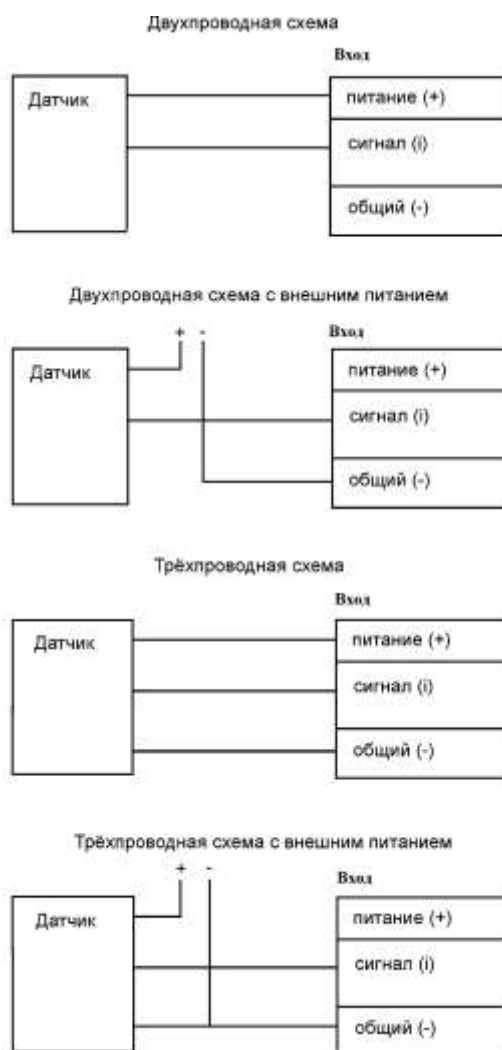 Двухпроводная схема
Вход
Датчик
питание (+)
сигнал (i)
общий (-)
Двухпроводная схема с внешним питанием
+ -
Вход
Датчик
питание (+)
сигнал (i)
общий (-)
Трёхпроводная схема
Вход
Датчик
питание (+)
сигнал (i)
общий (-)
Трёхпроводная схема с внешним питанием
+ -
Вход
Датчик
питание (+)
сигнал (i)
общий (-)